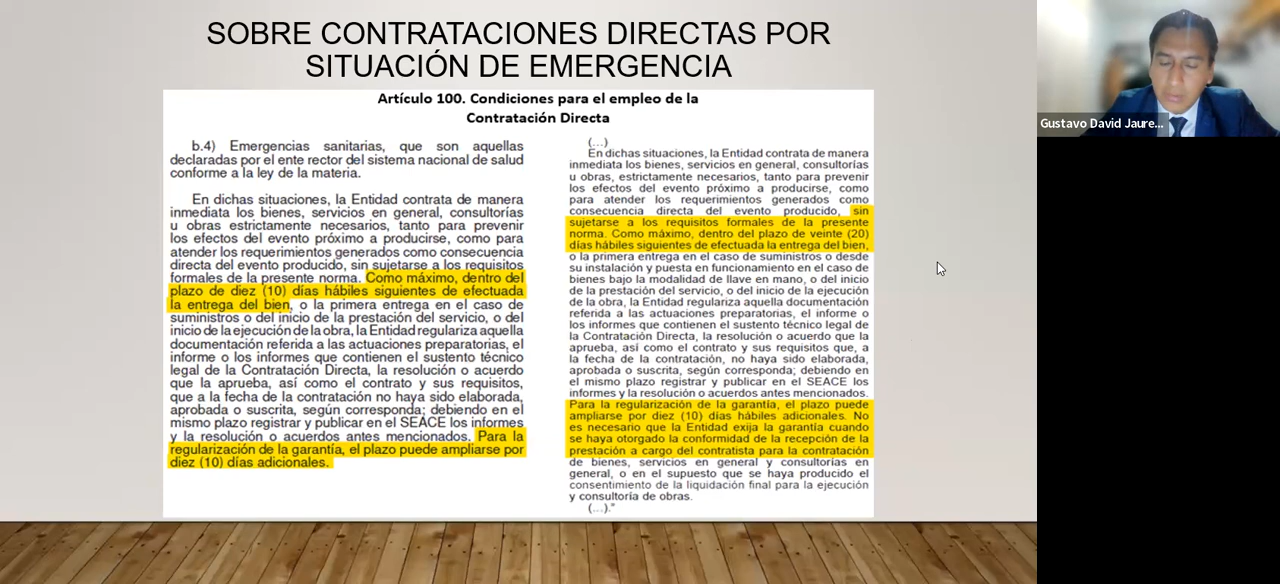 SOBRE CONTRATACIONES DIRECTAS POR
SITUACIÓN DE EMERGENCIA
Artículo 100. Condiciones para el empleo de la
Contratación Directa
b.4) Emergencias sanitarias, que son aquellas
declaradas por el ente rector del sistema nacional de salud
conforme a la ley de la materia.
En dichas situaciones, la Entidad contrata de manera
inmediata los bienes, servicios en general, consultorías
u obras estrictamente necesarios, tanto para prevenir
los efectos del evento próximo a producirse, como para
atender los requerimientos generados como consecuencia
directa del evento producido, sin sujetarse a los requisitos
formales de la presente norma. Como máximo, dentro del
plazo de diez (10) días hábiles siguientes de efectuada
la entrega del bien, o la primera entrega en el caso de
suministros o del inicio de la prestación del servicio, o del
inicio de la ejecución de la obra, la Entidad regulariza aquella
documentación referida a las actuaciones preparatorias, el
informe o los informes que contienen el sustento técnico
legal de la Contratación Directa, la resolución o acuerdo
que la aprueba, así como el contrato y sus requisitos,
que a la fecha de la contratación no haya sido elaborada,
aprobada o suscrita, según corresponda; debiendo en el
mismo plazo registrar y publicar en el SEACE los informes
y la resolución o acuerdos antes mencionados. Para la
regularización de la garantía, el plazo puede ampliarse por
diez (10) días adicionales.
(...)
En dichas situaciones, la Entidad contrata de manera
inmediata los bienes, servicios en general, consultorías
u obras, estrictamente necesarios, tanto para prevenir
los efectos del evento próximo a producirse, como
para atender los requerimientos generados como
consecuencia directa del evento producido, sin
sujetarse a los requisitos formales de la presente
norma. Como máximo, dentro del plazo de veinte (20)
días hábiles siguientes de efectuada la entrega del bien,
o la primera entrega en el caso de suministros o desde
su instalación y puesta en funcionamiento en el caso de
bienes bajo la modalidad de llave en mano, o del inicio
de la prestación del servicio, o del inicio de la ejecución
de la obra, la Entidad regulariza aquella documentación
referida a las actuaciones preparatorias, el informe o
los informes que contienen el sustento técnico legal de
la Contratación Directa, la resolución o acuerdo que la
aprueba, así como el contrato y sus requisitos que, a
la fecha de la contratación, no haya sido elaborada,
aprobada o suscrita, según corresponda; debiendo en
el mismo plazo registrar y publicar en el SEACE los
informes y la resolución o acuerdos antes mencionados.
Para la regularización de la garantía, el plazo puede
ampliarse por diez (10) días hábiles adicionales. No
es necesario que la Entidad exija la garantía cuando
se haya otorgado la conformidad de la recepción de la
prestación a cargo del contratista para la contratación
de bienes, servicios en general y consultorías en
general, o en el supuesto que se haya producido el
consentimiento de la liquidación final para la ejecución
y consultoría de obras.
(...)."
Gustavo David Jaure...